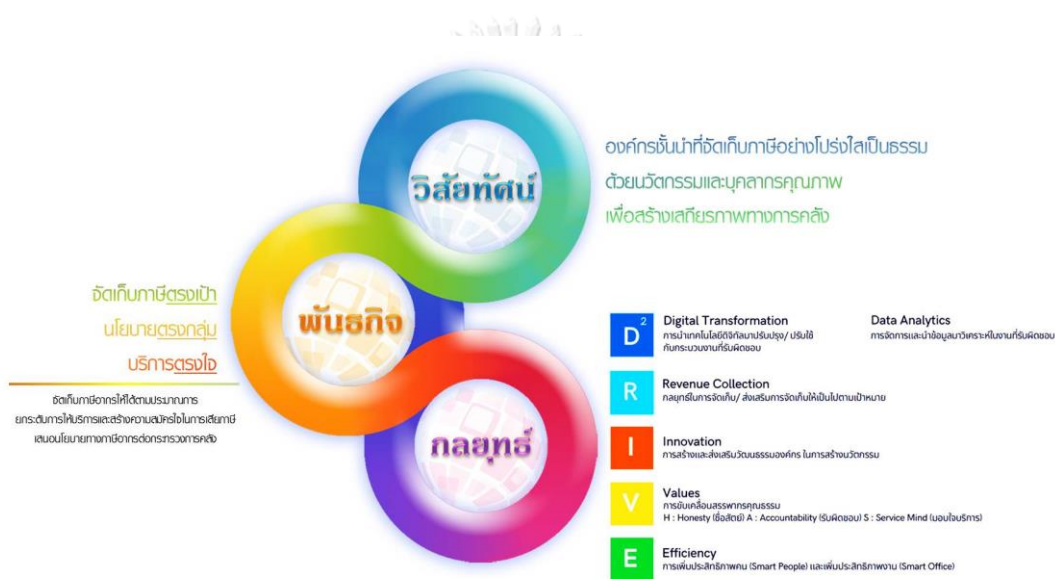 วิสัยทัศน์
องค์กรชั้นนำที่จัดเก็บภาษีอย่างโปร่งใสเป็นธรรม
ด้วยนวัตกรรมและบุคลากรคุณภาพ
เพื่อสร้างเสถียรภาพทางการคลัง
พันธกิจ
จัดเก็บภาษีตรงเป้า
นโยบายตรงกลุ่ม
บริการตรงใจ
จัดเก็บภาษีอากรให้ได้ตามประมาณการ
ยกระดับการให้บริการและสร้างความสมัครใจในการเสียภาษี
เสนอนโยบายทางภาษีอากรต่อกระทรวงการคลัง
กลยุทธ์
D2
Digital Transformation
การนำเทคโนโลยีดิจิทัลมาปรับปรุง/ ปรับใช้
กับกระบวนงานที่รับผิดชอบ
Data Analytics
การจัดการและนำข้อมูลมาวิเคราะห์ในงานที่รับผิดชอบ
R
Revenue Collection
กลยุทธ์ในการจัดเก็บ/ ส่งเสริมการจัดเก็บให้เป็นไปตามเป้าหมาย
I
Innovation
การสร้างและส่งเสริมวัฒนธรรมองค์กร ในการสร้างนวัตกรรม
V
Values
การขับเคลื่อนสรรพากรคุณธรรม
H : Honesty (ซื่อสัตย์) A : Accountability (รับผิดชอบ) S : Service Mind (มอบใจบริการ)
E
Efficiency
การเพิ่มประสิทธิภาพคน (Smart People) และเพิ่มประสิทธิภาพงาน (Smart Office)